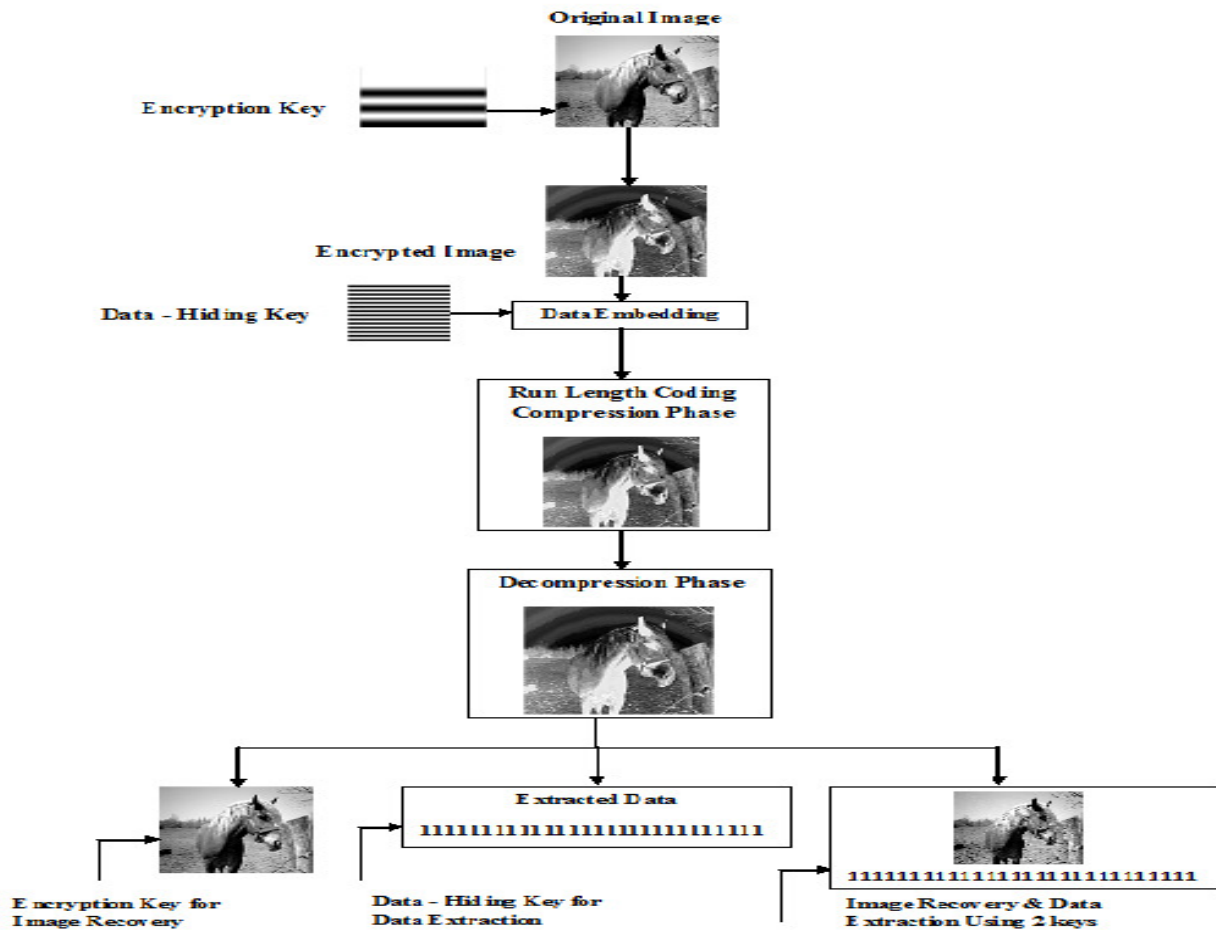 Original Image
Encryption Key
Encrypted Image
Data - Hiding Key
Data Embedding
Run Length Coding
Compression Phase
Decompression Phase
Extracted Data
Encryption Key for
Image Recovery
Data - Hiding Key for
Data Extraction
Image Recovery & Data
Extraction Using 2 keys